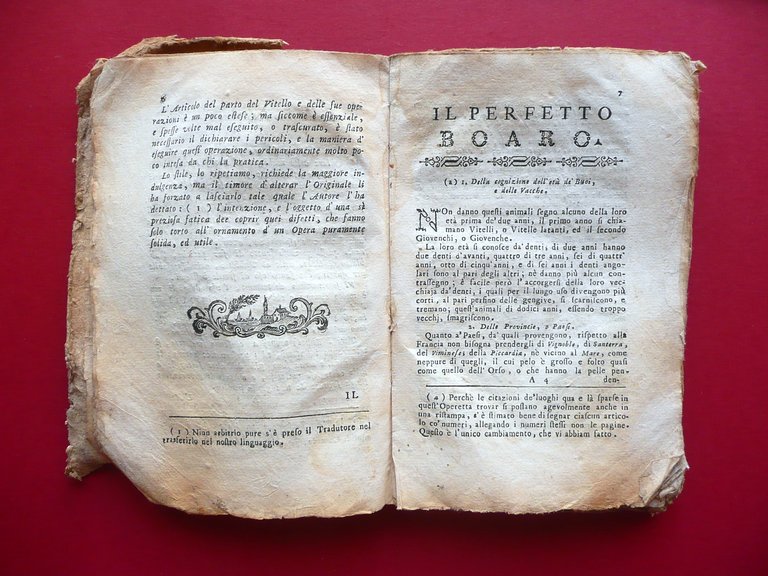 6
L'Articolo del parto del Vitello e delle sue ope-
razioni è un poco estese; ma siccome è essenziale,
e spesse volte mal eseguito, o trascurato, è stato
necessario il dichiarare i pericoli, e la maniera d'
eseguire questi operazione, ordinariamente molto po-
co intesa da chi la pratica.
Lo stile, lo ripettiamo, richiede la maggiore in-
dulgenza, ma il timore d'alterar l'Originale li
ha forzato a lasciarlo tale quale l'Autore l'ha
dettato: (1) l'intenzione, e l'oggetto d'una sì
preziosa fatica dee coprir quei difetti, che fanno
solo torto all'ornamento d'un Opera puramente
solida, ed utile.
IL
(1) Niun arbitrio pure s'è preso il Tradutore nel
trasferirlo nel nostro linguaggio.
7
IL PERFETTO
BOARO.
(2) 1. Della cognizione dell'età de' Buoi,
e delle Vacche.
NOn danno questi animali segno alcuno della loro
età prima de' due anni, il primo anno si chia-
mano Vitelli, o Vitello latanti, ed il secondo
Giovenchi, o Giovenche.
La loro età si conosce da' denti, di due anni hanno
due denti d'avanti, quattro di tre anni, sei di quattr'
anni, otto di cinqu'anni, e di sei anni i denti ango-
lari sono al pari degli altri; nè danno più alcun con-
trassegno; è facile però l'accorgersi della loro vec-
chiaja da' denti, i quali per il lungo uso divengono più
corti, al pari perfino delle gengive, si scarniscono, e
tremano; quest'animali di dodici anni, essendo troppo
vecchj, smagriscono.
2. Delle Provincie, o Paesi.
Quanto a' Paesi, da' quali provengono, rispetto alla
Francia non bisogna prendergli di Vignoble, di Santerra,
del Vimineses della Piccardia, nè vicino al Mare, come
neppure di quegli, il cui pelo è grosso e folto quasi
come quello dell'Orso, o che hanno la pelle pen-
A 4
den-
(2) Perchè le citazioni de' luoghi qua e là sparse in
quest'Operetta trovar si possano agevolmente anche in
una ristampa, s'è stimato bene di segnar ciascun artico-
lo co' numeri, allegando i numeri stessi non le pagine.
Questo è l'unico cambiamento, che vi abbiam fatto.